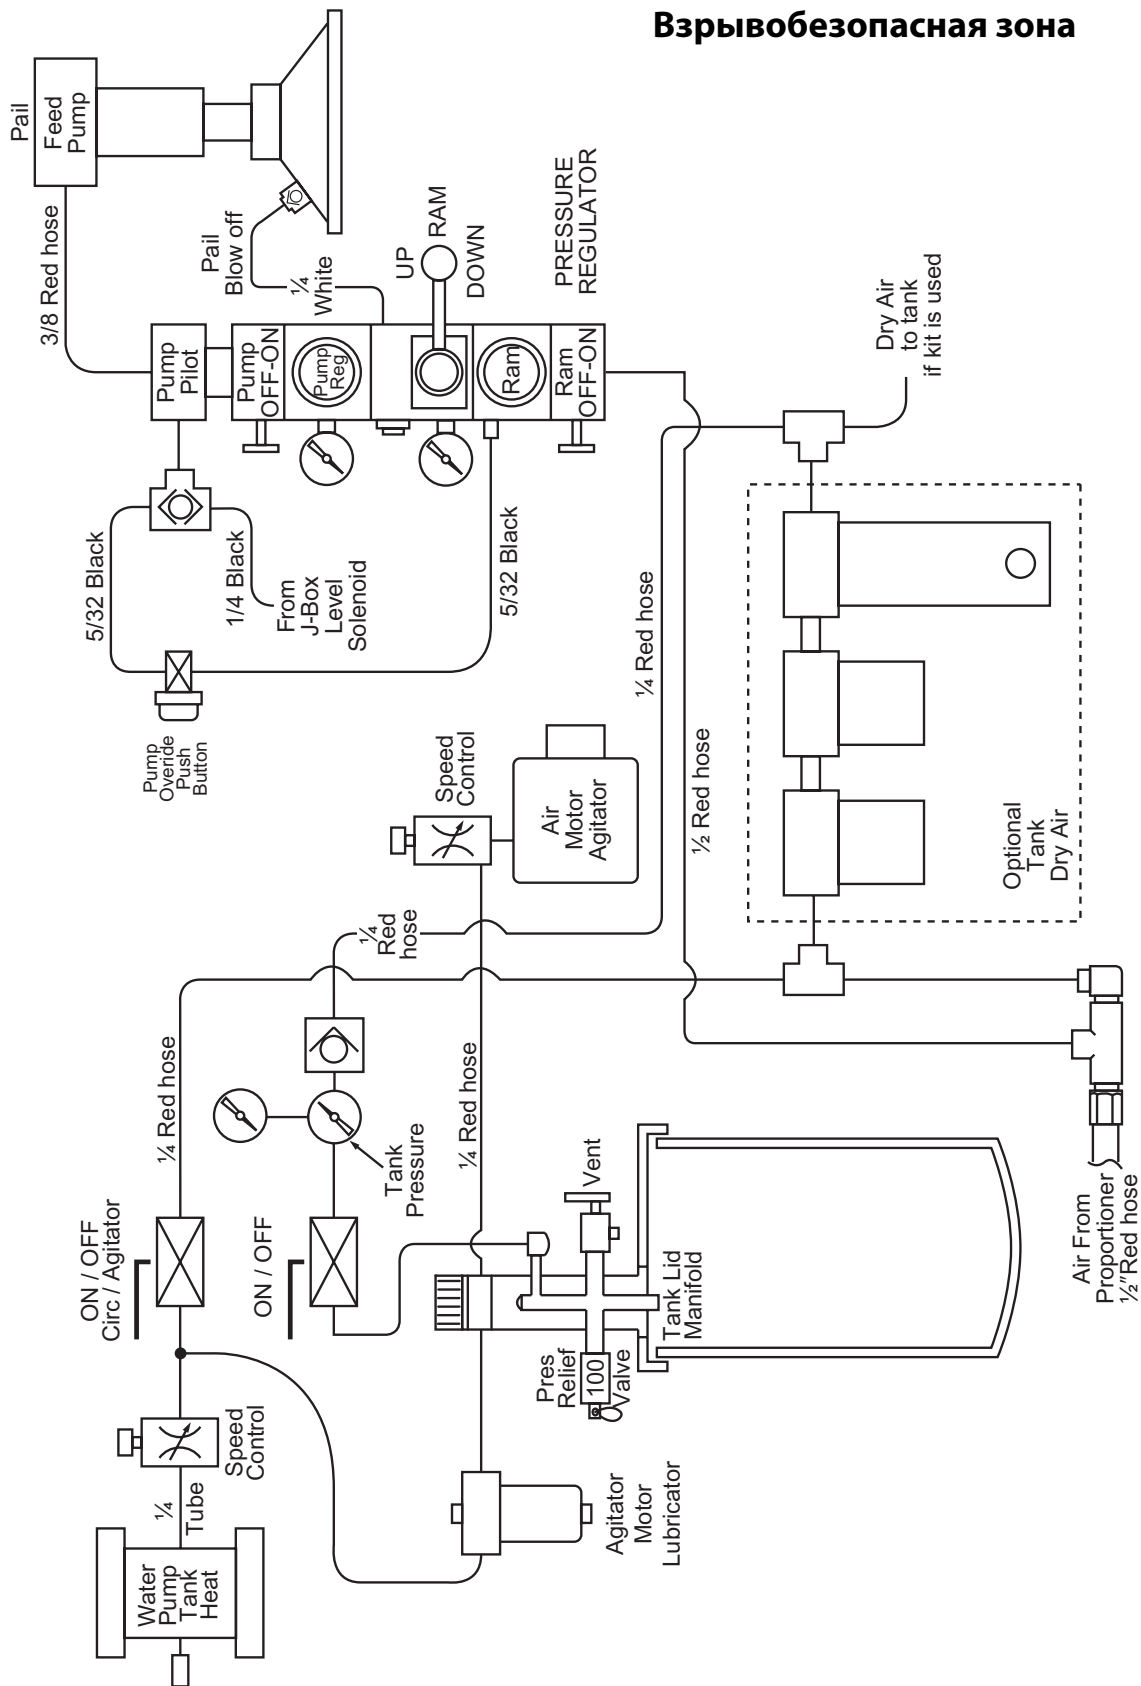 Взрывобезопасная зона
Pail
Feed
Pump
3/8 Red hose
Pail
Blow off
¼
White
UP
RAM
DOWN
PRESSURE
REGULATOR
Pump
Pilot
Pump
OFF-ON
Pump
Reg
Ram
Ram
OFF-ON
5/32 Black
1/4 Black
From
J-Box
Level
Solenoid
5/32 Black
Pump
Overide
Push
Button
Dry Air
to tank
if kit is used
¼ Red hose
½ Red hose
Speed
Control
Air
Motor
Agitator
Optional
Tank
Dry Air
¼
Red
hose
¼ Red hose
¼ Red hose
Tank
Pressure
ON / OFF
Circ / Agitator
ON / OFF
Vent
Tank Lid
Manifold
Pres
Relief
100
Valve
Air From
Proportioner
½"Red hose
Speed
Control
¼
Tube
Water
Pump
Tank
Heat
Agitator
Motor
Lubricator